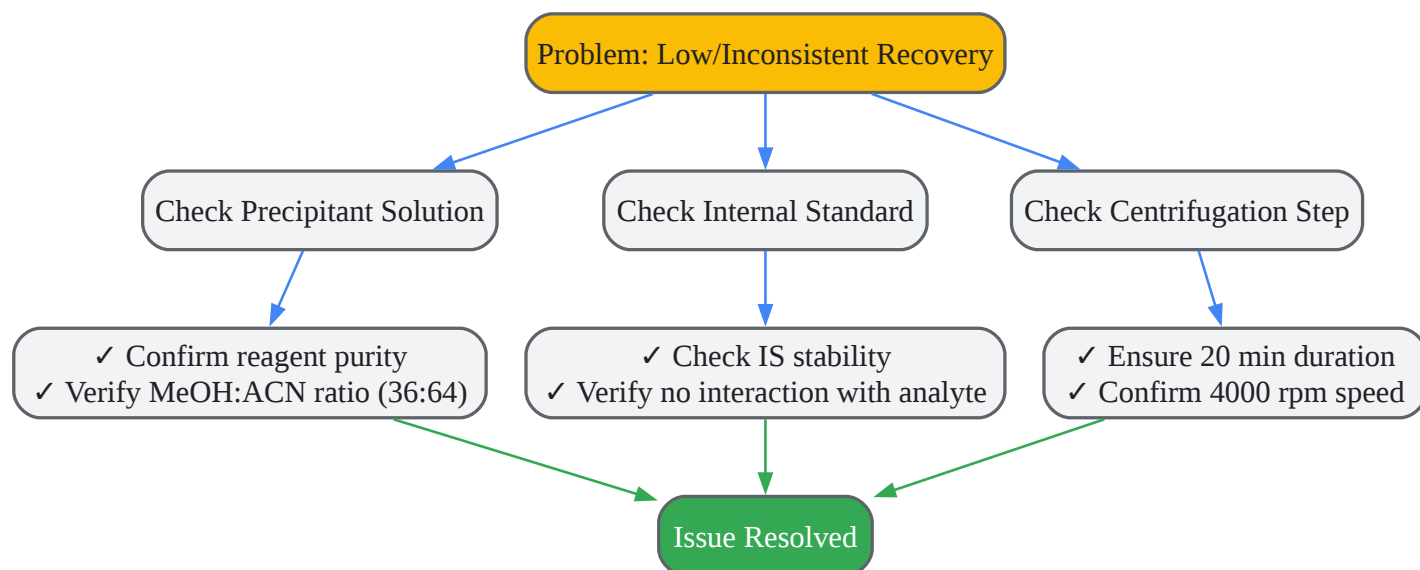 Problem: Low/Inconsistent Recovery
Check Precipitant Solution
Check Internal Standard
Check Centrifugation Step
✓ Confirm reagent purity
✓ Verify MeOH:ACN ratio (36:64)
✓ Check IS stability
✓ Verify no interaction with analyte
✓ Ensure 20 min duration
✓ Confirm 4000 rpm speed
Issue Resolved